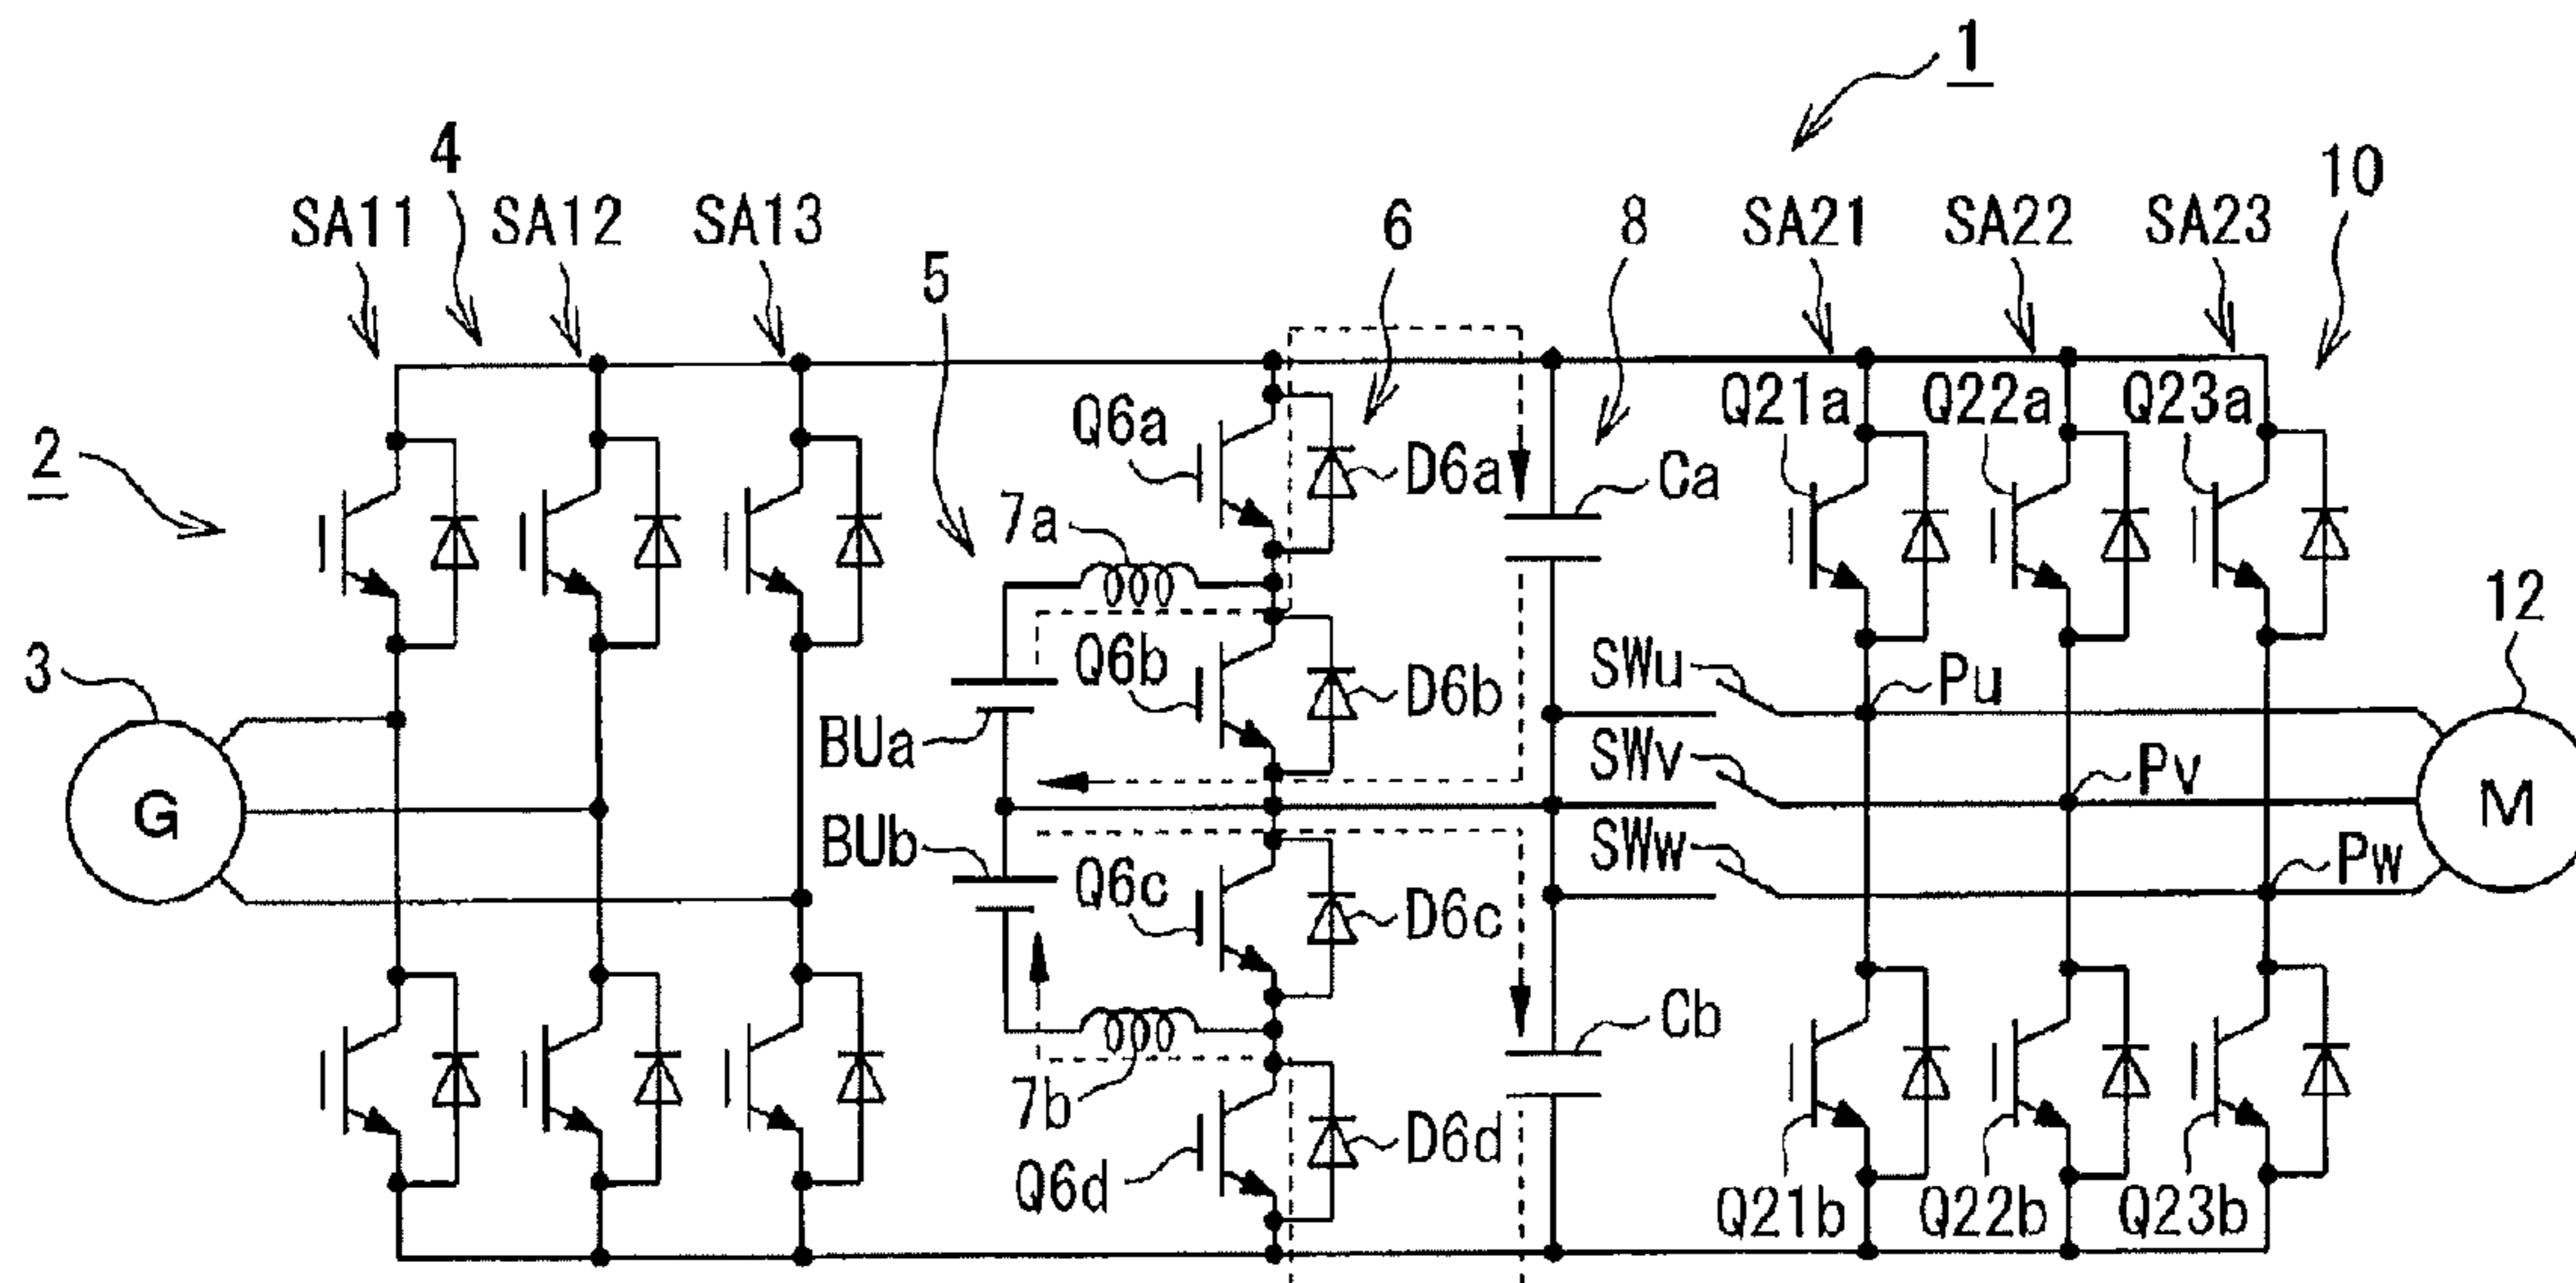 1
4
10
SA11
SA12
SA13
6
8
SA21
SA22
SA23
5
Q6a
Q21a
Q22a
Q23a
2
D6a
Ca
7a
12
3
Q6b
SWu
Pu
D6b
BUa
SWv
Pv
G
M
BUb
SWw
Pw
Q6c
D6c
Cb
7b
D6d
Q6d
Q21b
Q22b
Q23b